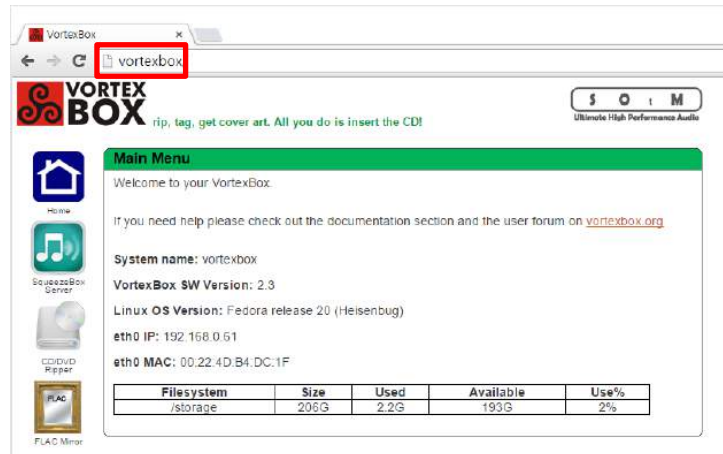 VortexBox
vortexbox
VORTEX
BOX
rip, tag, get cover art. All you do is insert the CD!
SOtM
Ultimate High Performance Audio
Main Menu
Welcome to your VortexBox.
If you need help please check out the documentation section and the user forum on vortexbox.org
System name: vortexbox
VortexBox SW Version: 2.3
Linux OS Version: Fedora release 20 (Heisenbug)
eth0 IP: 192.168.0.61
eth0 MAC: 00:22:4D:B4:DC:1F
Filesystem Size Used Available Use%
/storage 206G 2.2G 193G 2%
Home
SqueezeBox
Server
CD/DVD
Ripper
FLAC
FLAC Mirror